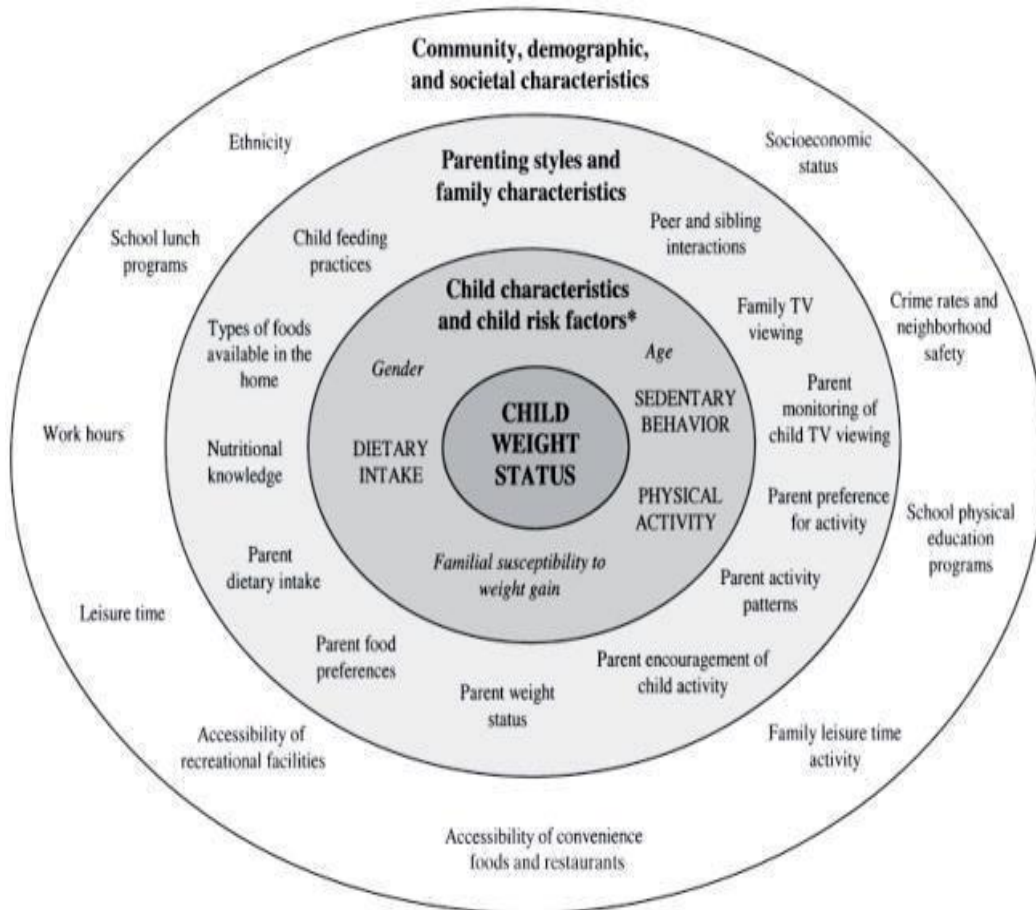 Community, demographic,
and societal characteristics
Ethnicity
Socioeconomic
status
Parenting styles and
family characteristics
School lunch
programs
Child feeding
practices
Peer and sibling
interactions
Child characteristics
and child risk factors*
Crime rates and
neighborhood
safety
Family TV
viewing
Types of foods
available in the
home
Gender
Age
Parent
monitoring of
child TV viewing
SEDENTARY
BEHAVIOR
CHILD
WEIGHT
STATUS
Work hours
Nutritional
knowledge
DIETARY
INTAKE
PHYSICAL
ACTIVITY
Parent preference
for activity
School physical
education
programs
Parent
dietary intake
Familial susceptibility to
weight gain
Parent activity
patterns
Leisure time
Parent food
preferences
Parent weight
status
Parent encouragement of
child activity
Accessibility of
recreational facilities
Family leisure time
activity
Accessibility of convenience
foods and restaurants